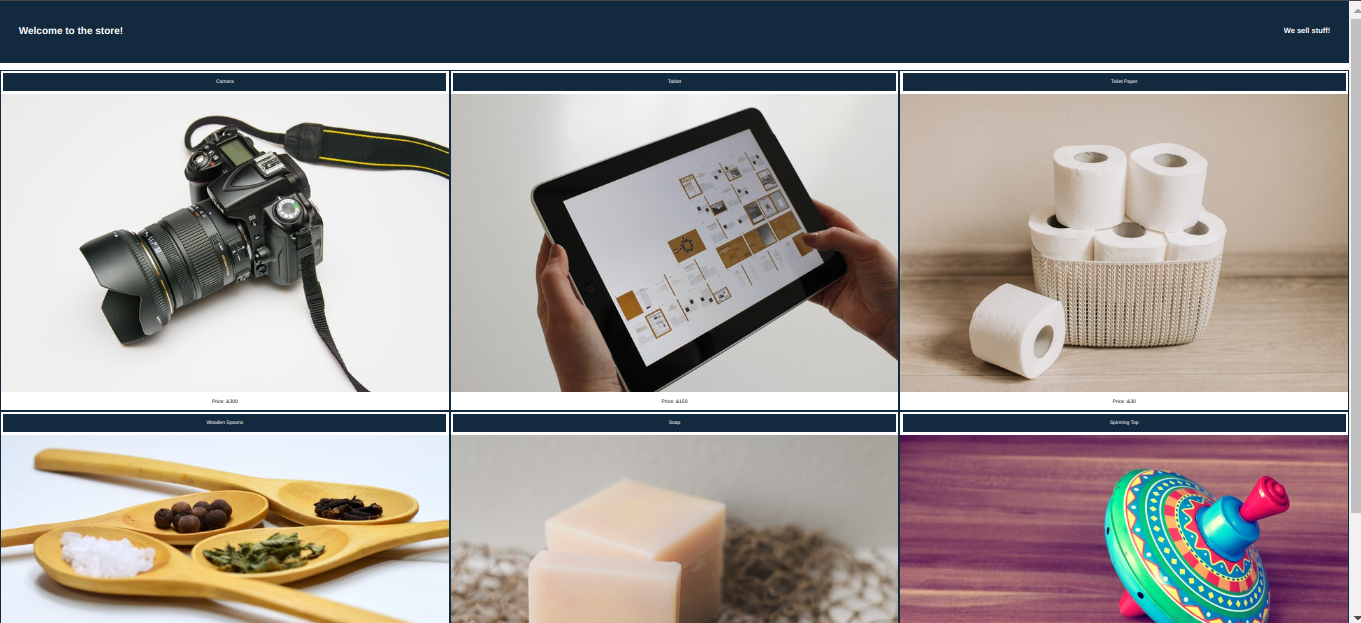 Welcome to the store!
We sell stuff!
Camera
Tablet
Toilet Paper
Price: &300
Price: &150
Price :&30
Wooden Spoons
Soap
Spinning Top